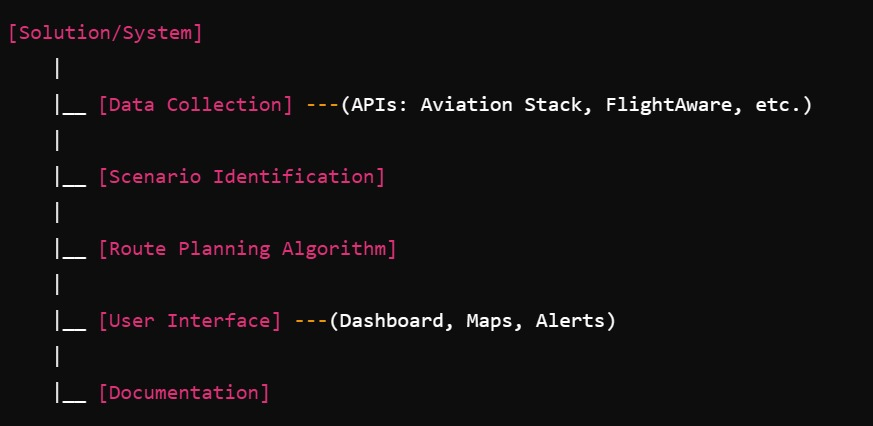 [Solution/System]
|
|__ [Data Collection] ---(APIs: Aviation Stack, FlightAware, etc.)
|
|__ [Scenario Identification]
|
|__ [Route Planning Algorithm]
|
|__ [User Interface] ---(Dashboard, Maps, Alerts)
|
|__ [Documentation]